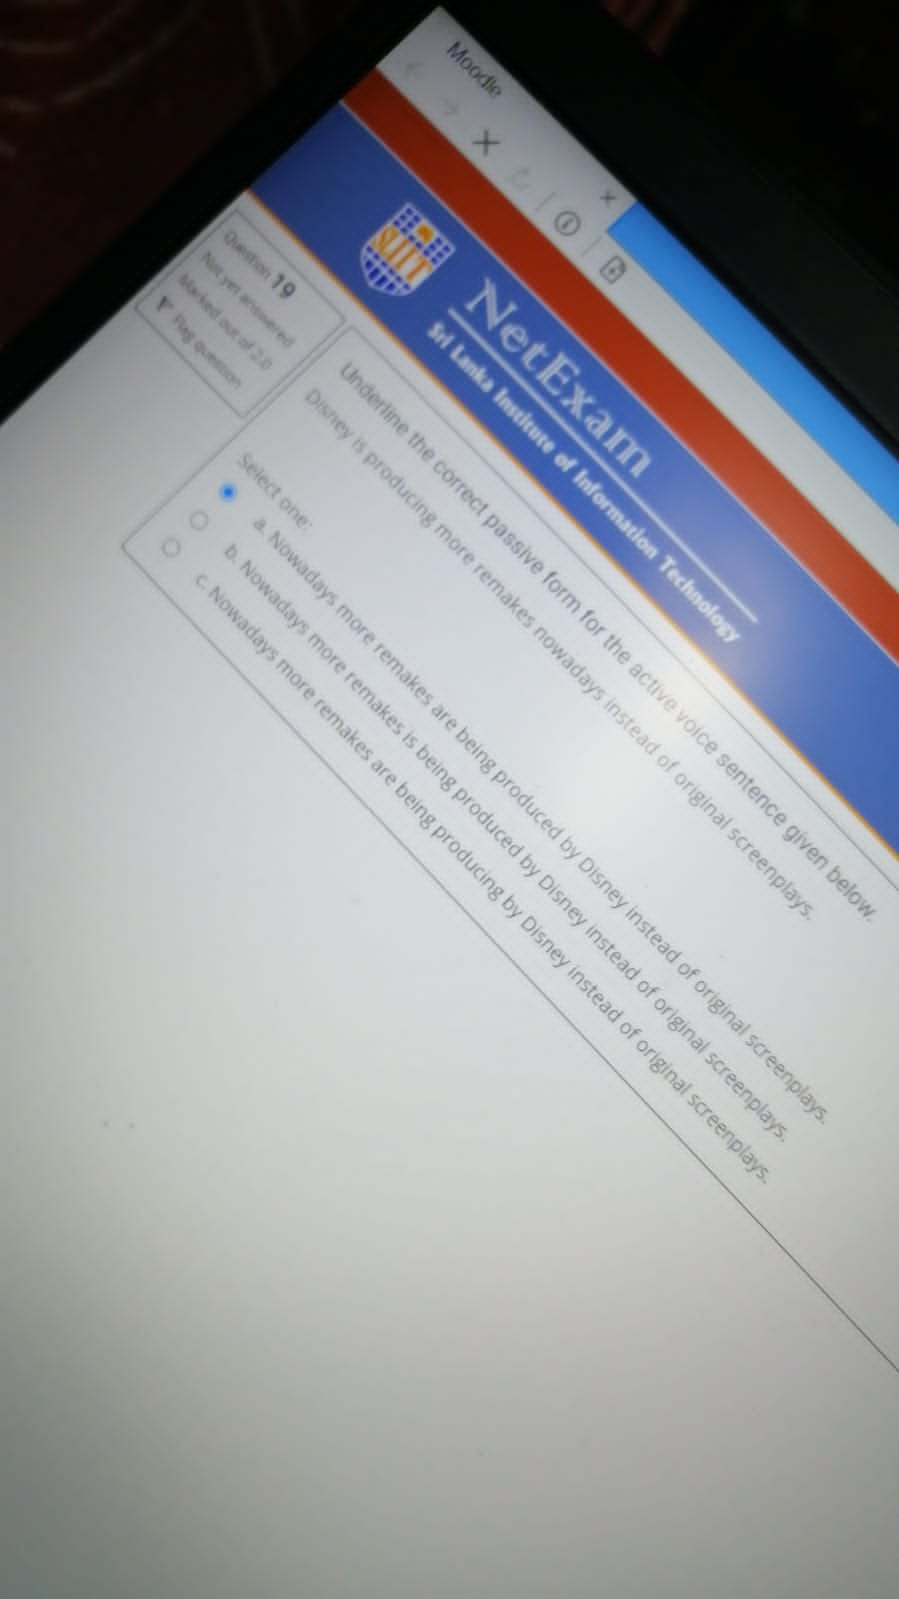 Moodle
SLIIT
NetExam
Sri Lanka Institute of Information Technology
Question 19
Not yet answered
Marked out of 2.0
Flag question
Underline the correct passive form for the active voice sentence given below.
Disney is producing more remakes nowadays instead of original screenplays.
Select one:
a. Nowadays more remakes are being produced by Disney instead of original screenplays.
b. Nowadays more remakes is being produced by Disney instead of original screenplays.
c. Nowadays more remakes are being producing by Disney instead of original screenplays.